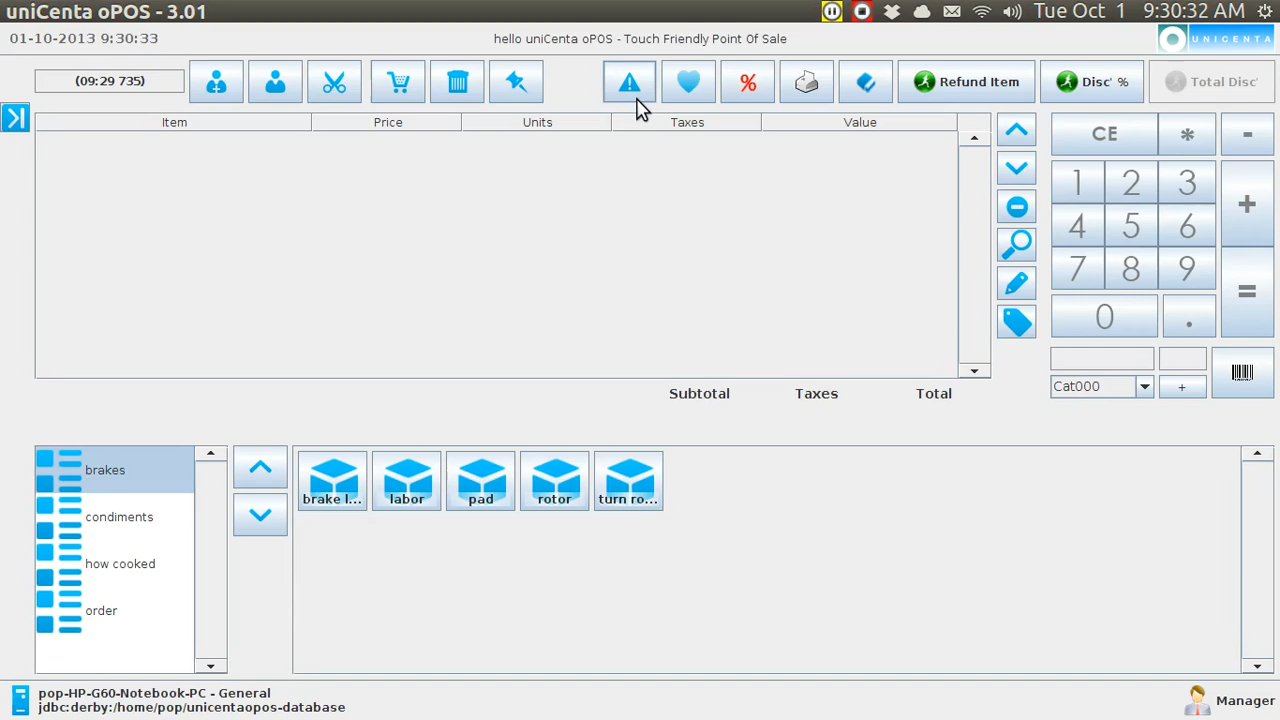 uniCenta oPOS - 3.01
Tue Oct 1 9:30:32 AM
01-10-2013 9:30:33
hello uniCenta oPOS - Touch Friendly Point Of Sale
UNICENTA
(09:29 735)
%
Refund Item
Disc' %
Total Disc'
Item Price Units Taxes Value
CE * -
1 2 3 +
4 5 6
7 8 9 =
0 .
Cat000 +
Subtotal Taxes Total
brakes
condiments
how cooked
order
brake l... labor pad rotor turn ro...
pop-HP-G60-Notebook-PC - General
jdbc:derby:/home/pop/unicentaopos-database
Manager